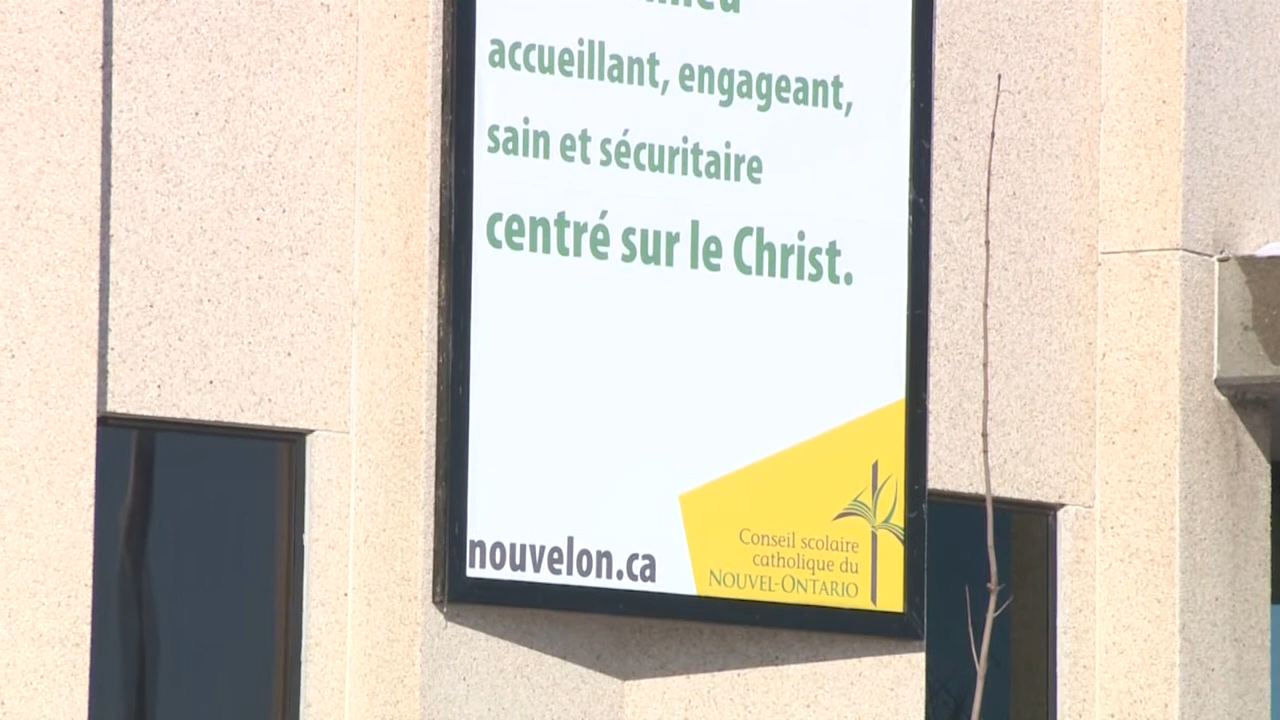 accueillant, engageant,
sain et sécuritaire
centré sur le Christ.
nouvelon.ca
Conseil scolaire
catholique du
NOUVEL-ONTARIO